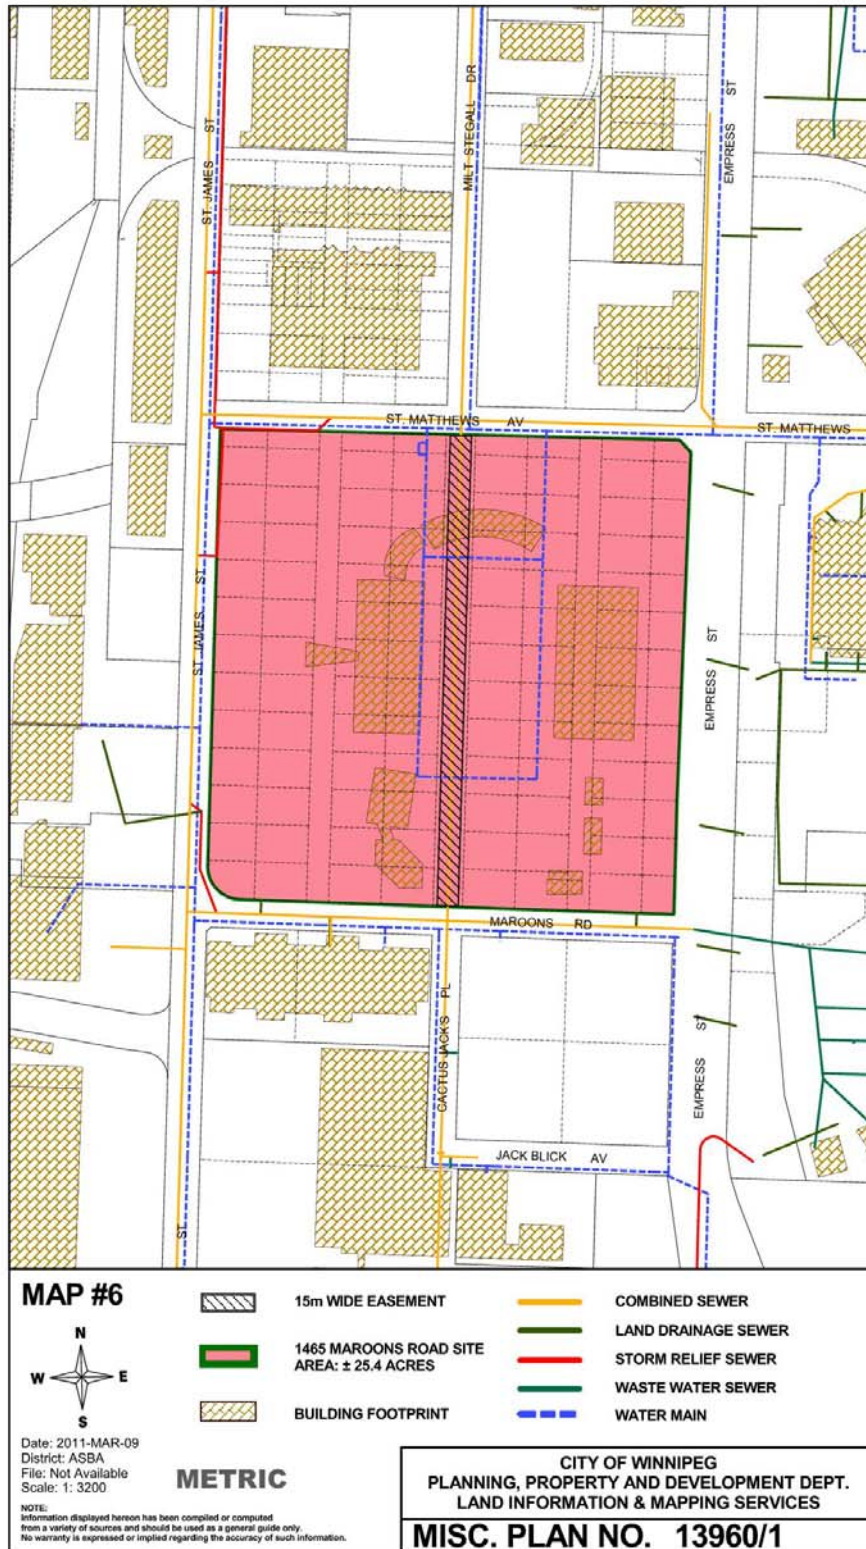 ST. JAMES ST
MILT STEGALL DR
EMPRESS ST
ST. MATTHEWS AV
ST. MATTHEWS
ST. JAMES ST
EMPRESS ST
MAROONS RD
CACTUS JACK'S PL
EMPRESS ST
JACK BLICK AV
ST.
MAP #6
N
W E
S
Date: 2011-MAR-09
District: ASBA
File: Not Available
Scale: 1: 3200
METRIC
NOTE:
Information displayed hereon has been compiled or computed
from a variety of sources and should be used as a general guide only.
No warranty is expressed or implied regarding the accuracy of such information.
15m WIDE EASEMENT
1465 MAROONS ROAD SITE
AREA: ± 25.4 ACRES
BUILDING FOOTPRINT
COMBINED SEWER
LAND DRAINAGE SEWER
STORM RELIEF SEWER
WASTE WATER SEWER
WATER MAIN
CITY OF WINNIPEG
PLANNING, PROPERTY AND DEVELOPMENT DEPT.
LAND INFORMATION & MAPPING SERVICES
MISC. PLAN NO. 13960/1